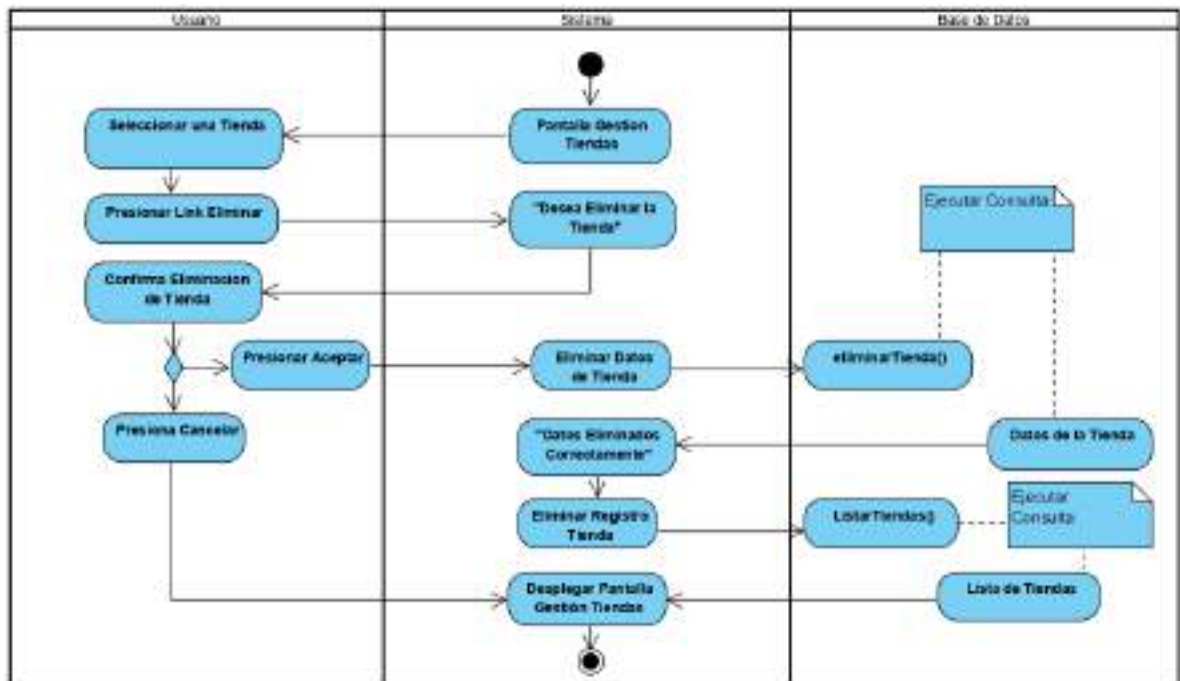 Usuario
Sistema
Base de Datos
Seleccionar una Tienda
Pantalla Gestion
Tiendas
Presionar Link Eliminar
"Desea Eliminar la
Tienda"
Ejecutar Consulta
Confirma Eliminacion
de Tienda
Presionar Aceptar
Eliminar Datos
de Tienda
eliminarTienda()
Presiona Cancelar
"Datos Eliminados
Correctamente"
Datos de la Tienda
Eliminar Registro
Tienda
ListarTiendas()
Ejecutar
Consulta
Desplegar Pantalla
Gestión Tiendas
Lista de Tiendas